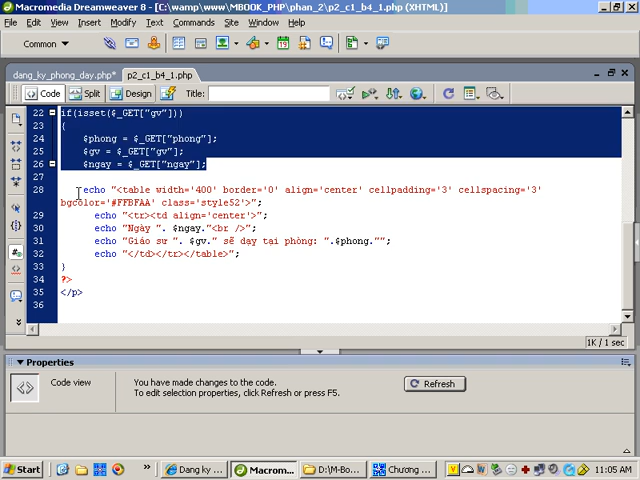 Macromedia Dreamweaver 8 - [C:\wamp\www\MBOOK_PHP\phan_2\p2_c1_b4_1.php (XHTML)]
File Edit View Insert Modify Text Commands Site Window Help
Common
dang_ky_phong_day.php* p2_c1_b4_1.php
Code Split Design Title:
22 if(isset($_GET["gv"]))
23 {
24 $phong = $_GET["phong"];
25 $gv = $_GET["gv"];
26 $ngay = $_GET["ngay"];
27
28 echo "<table width='400' border='0' align='center' cellpadding='3' cellspacing='3'
bgcolor='#FFBFAA' class='style52'>";
29 echo "<tr><td align='center'>";
30 echo "Ngày ". $ngay."<br />";
31 echo "Giáo sư ". $gv." sẽ dạy tại phòng: ".$phong."";
32 echo "</td></tr></table>";
33 }
34 ?>
35 </p>
36
1K / 1 sec
Properties
Code view You have made changes to the code. Refresh
To edit selection properties, click Refresh or press F5.
Start » Dang ky ... Macrom... D:\M-Bo... Chương ... 11:05 AM